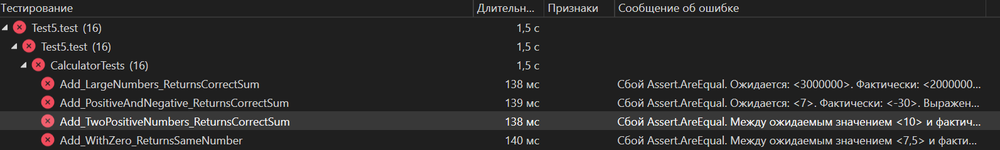 Тестирование Длительн... Признаки Сообщение об ошибке
Test5.test (16) 1,5 с
Test5.test (16) 1,5 с
CalculatorTests (16) 1,5 с
Add_LargeNumbers_ReturnsCorrectSum 138 мс Сбой Assert.AreEqual. Ожидается: <3000000>. Фактически: <2000000...
Add_PositiveAndNegative_ReturnsCorrectSum 139 мс Сбой Assert.AreEqual. Ожидается: <7>. Фактически: <-30>. Выражен...
Add_TwoPositiveNumbers_ReturnsCorrectSum 138 мс Сбой Assert.AreEqual. Между ожидаемым значением <10> и фактич...
Add_WithZero_ReturnsSameNumber 140 мс Сбой Assert.AreEqual. Между ожидаемым значением <7,5> и факти...